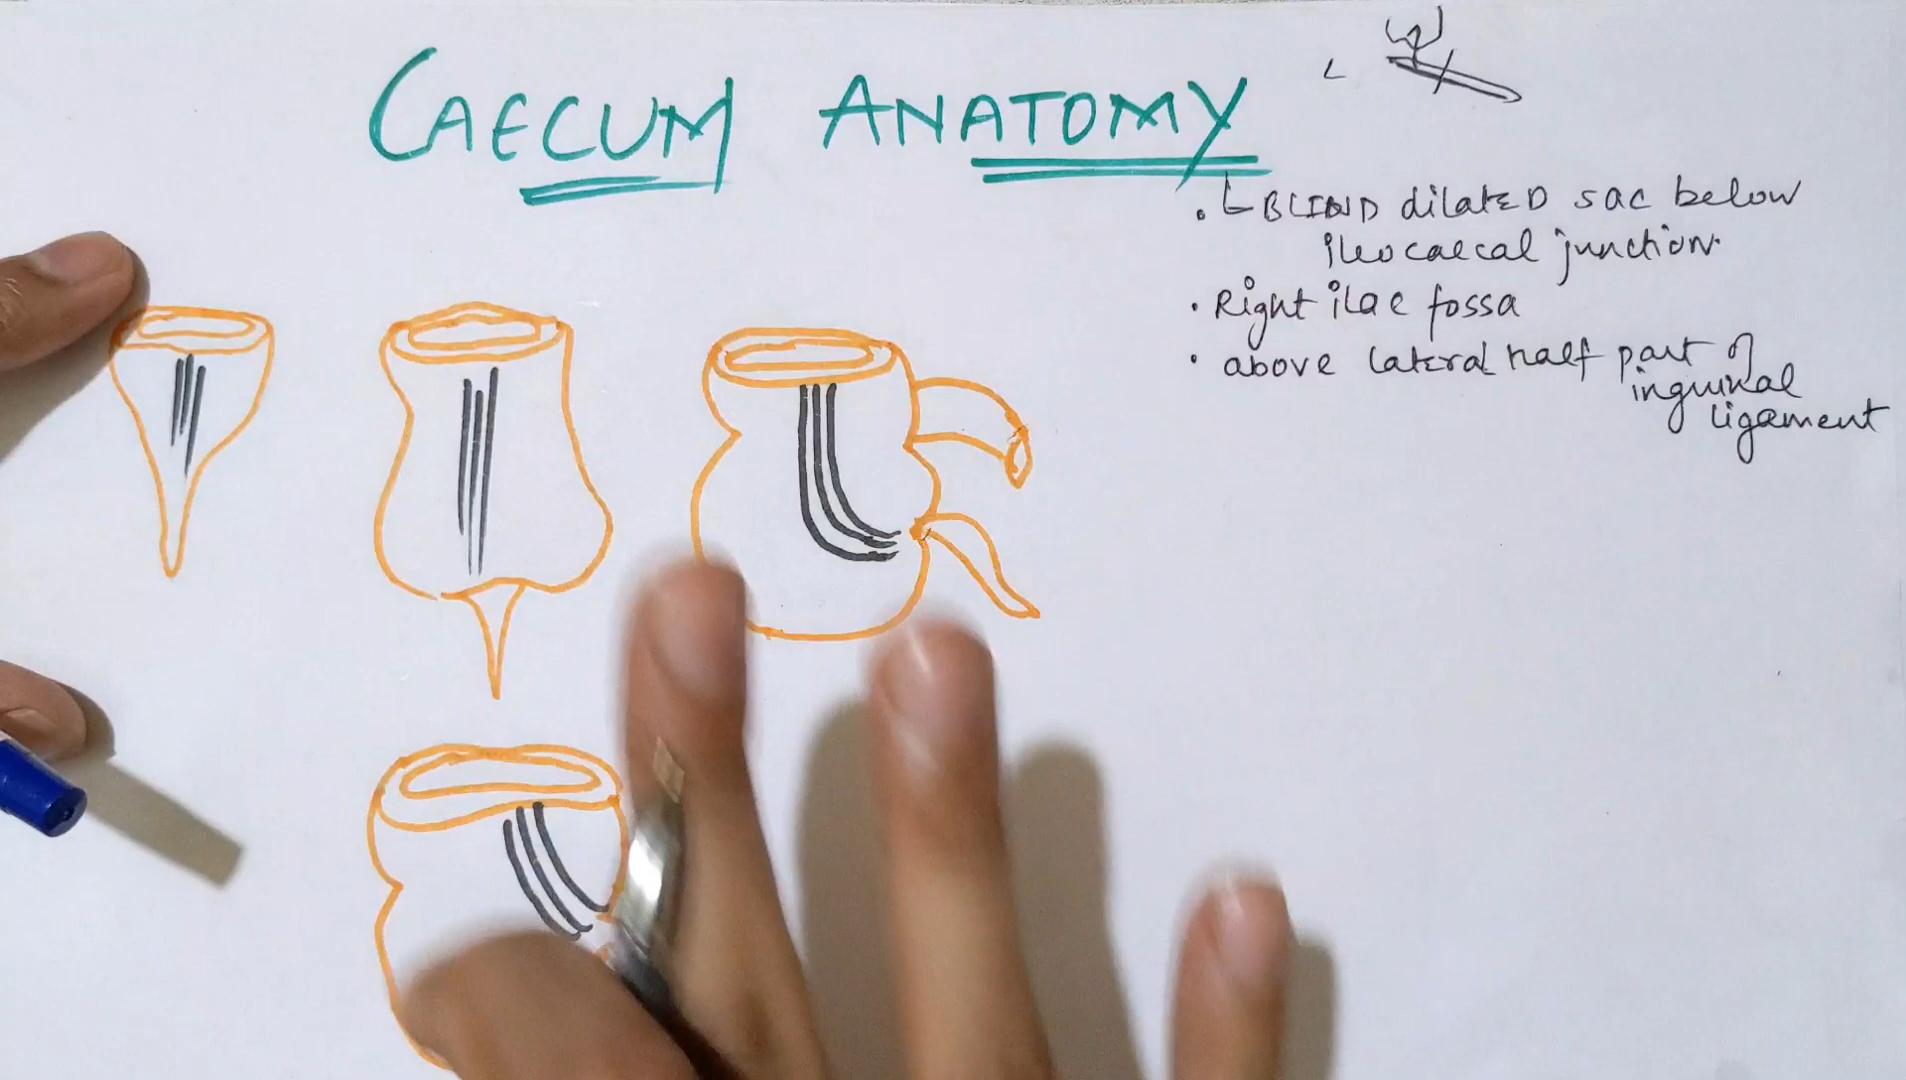 CAECUM ANATOMY
L
• BLIND dilatED sac below
ileocaecal junction.
• Right iliac fossa
• above lateral half part of
inguinal
ligament